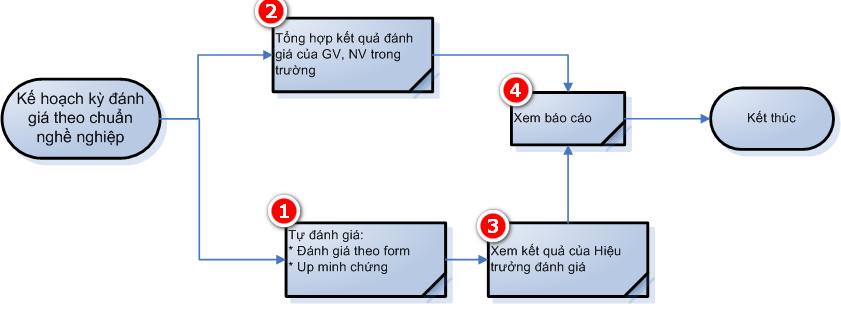 2
Tổng hợp kết quả đánh
giá của GV, NV trong
trường
Kế hoạch kỳ đánh
giá theo chuẩn
nghề nghiệp
4
Xem báo cáo
Kết thúc
1
Tự đánh giá:
* Đánh giá theo form
* Up minh chứng
3
Xem kết quả của Hiệu
trưởng đánh giá